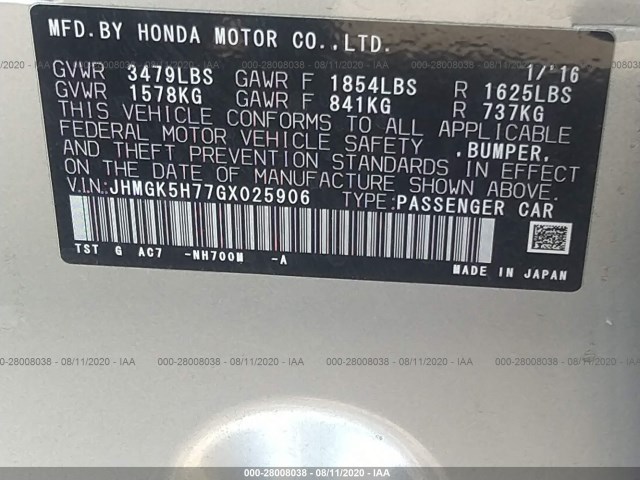 MFD.BY HONDA MOTOR CO.,LTD.
1/'16
GVWR 3479LBS GAWR F 1854LBS R 1625LBS
GVWR 1578KG GAWR F 841KG R 737KG
THIS VEHICLE CONFORMS TO ALL APPLICABLE
FEDERAL MOTOR VEHICLE SAFETY ,BUMPER,
AND THEFT PREVENTION STANDARDS IN EFFECT
ON THE DATE OF MANUFACTURE SHOWN ABOVE.
V.I.N:JHMGK5H77GX025906 TYPE:PASSENGER CAR
TST G AC7 -NH700M -A
MADE IN JAPAN
000-28008038 - 08/11/2020 - IAA